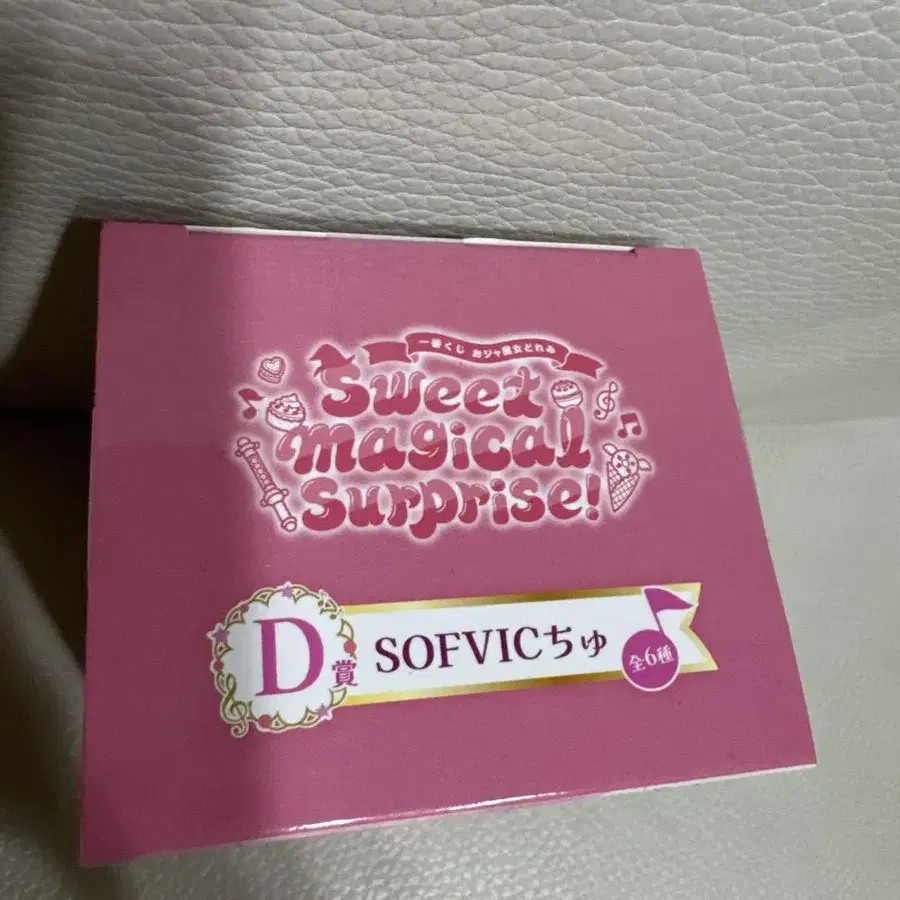 一番くじ おジャ魔女どれみ
Sweet
magical
surprise!
D賞 SOFVICちゅ 全6種